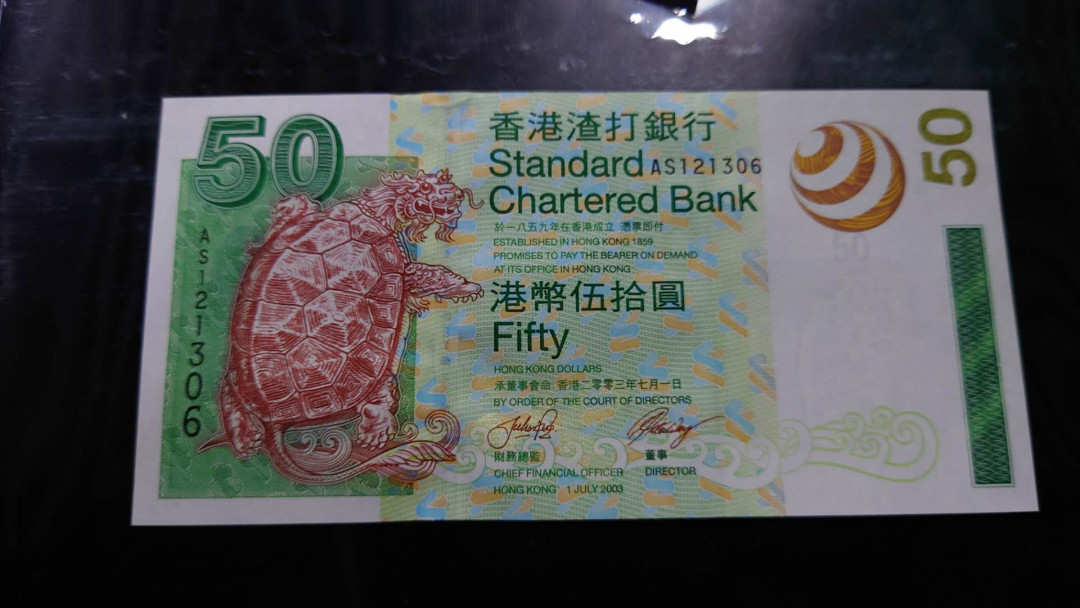 50
香港渣打銀行
50
Standard AS121306
Chartered Bank
於一八五九年在香港成立 憑票即付
ESTABLISHED IN HONG KONG 1859
PROMISES TO PAY THE BEARER ON DEMAND
AT ITS OFFICE IN HONG KONG
50
AS121306
港幣伍拾圓
Fifty
HONG KONG DOLLARS
承董事會命 香港二零零三年七月一日
BY ORDER OF THE COURT OF DIRECTORS
財務總監 董事
CHIEF FINANCIAL OFFICER DIRECTOR
HONG KONG 1 JULY 2003